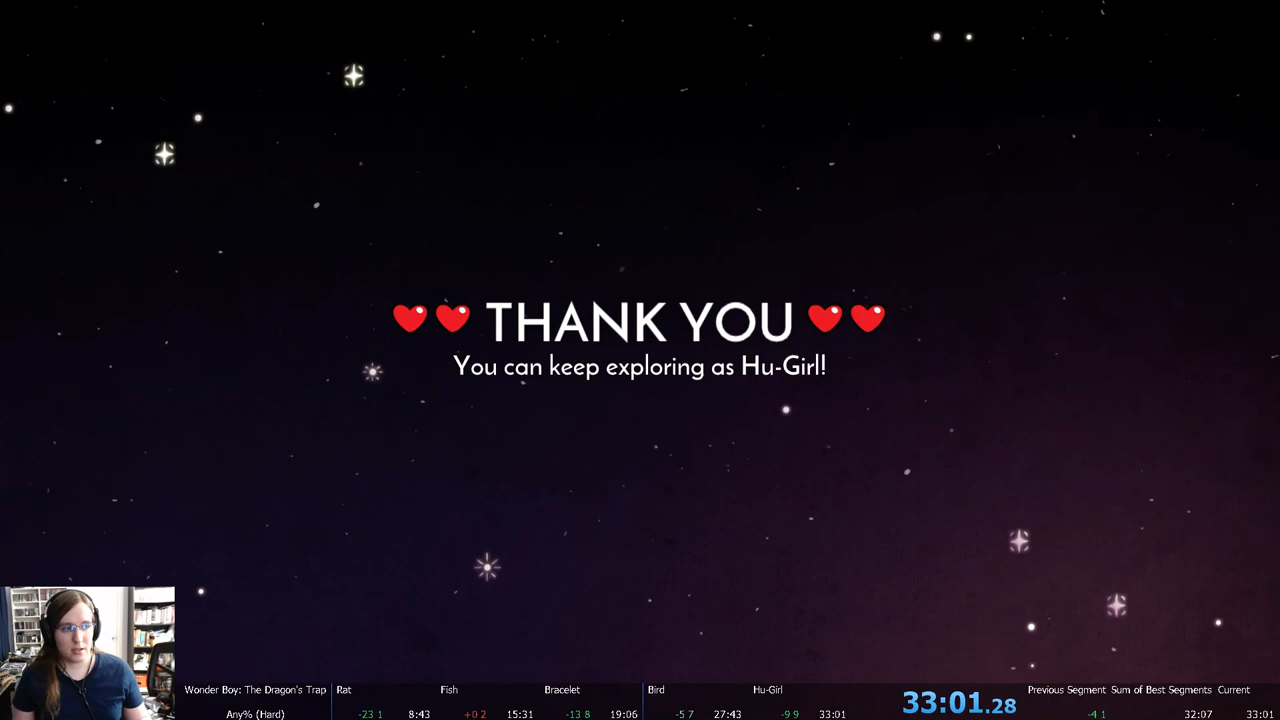 THANK YOU
You can keep exploring as Hu-Girl!
Wonder Boy: The Dragon's Trap
Any% (Hard)
Rat
-23 1 8:43
Fish
+0 2 15:31
Bracelet
-13 8 19:06
Bird
-5 7 27:43
Hu-Girl
-9 9 33:01
33:01.28
Previous Segment
-4 1
Sum of Best Segments
32:07
Current
33:01